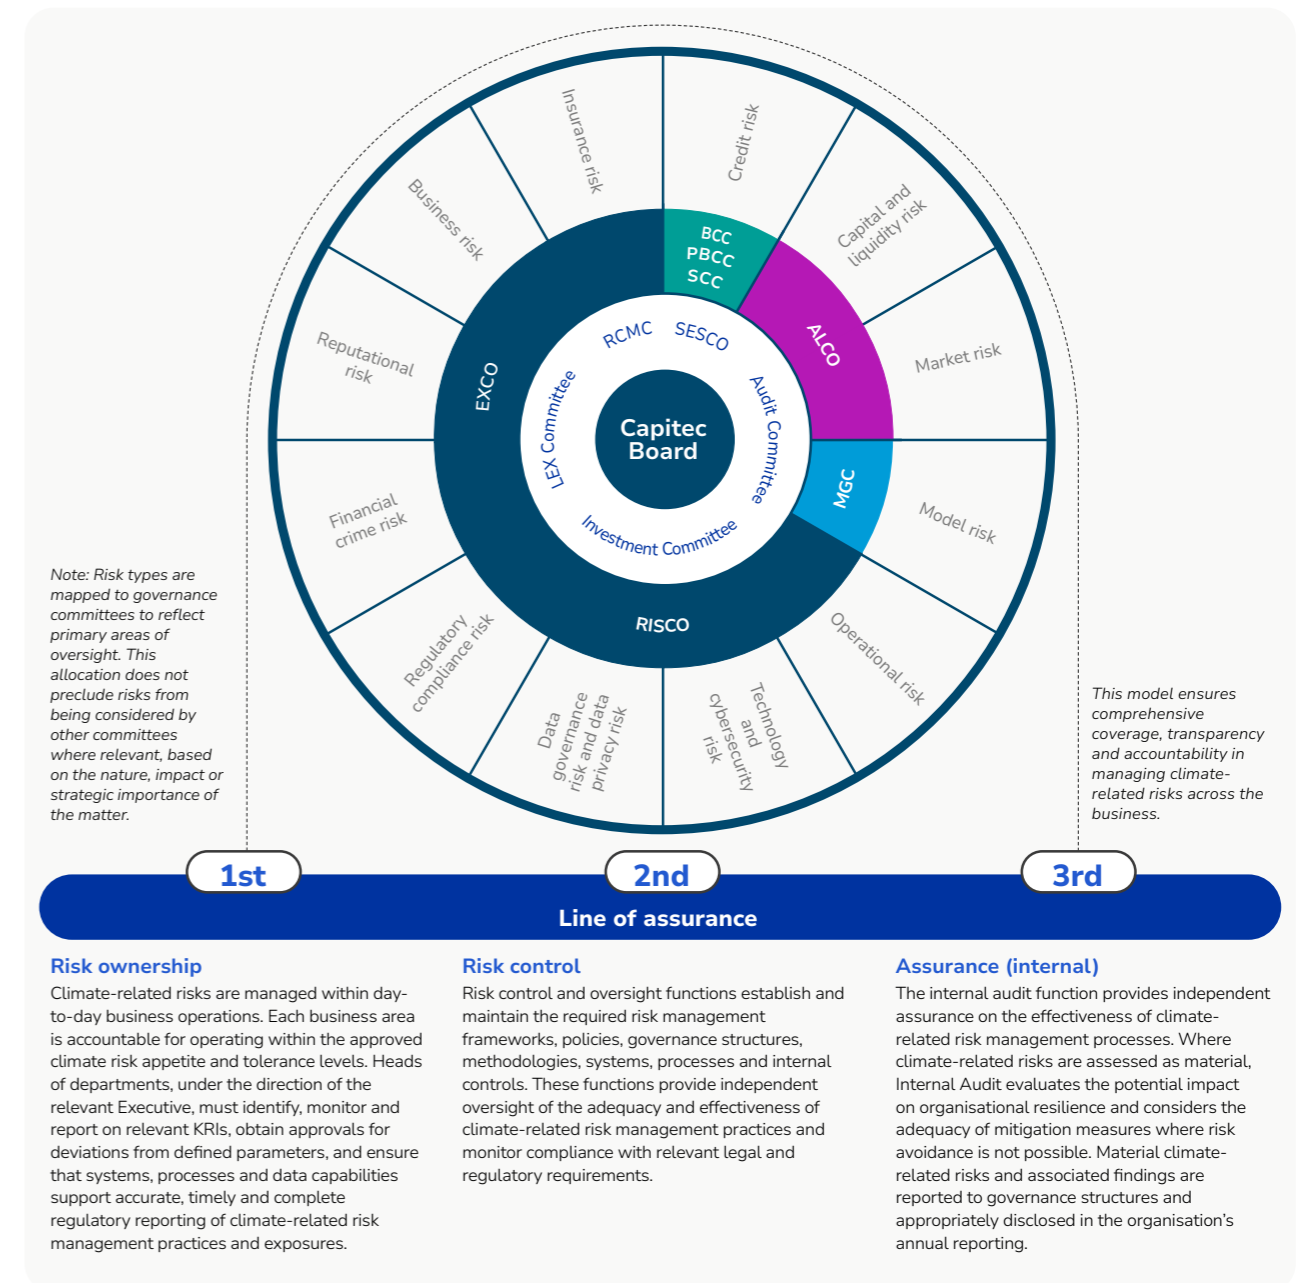 Insurance risk
Credit risk
Business risk
Capital and
liquidity risk
Reputational
risk
Market risk
Financial
crime risk
Model risk
Regulatory
compliance risk
Operational risk
Data
governance
risk and data
privacy risk
Technology
and
cybersecurity
risk
BCC
PBCC
SCC
ALCO
EXCO
MGC
RISCO
RCMC
SESCO
LEX Committee
Audit Committee
Investment Committee
Capitec
Board
Note: Risk types are
mapped to governance
committees to reflect
primary areas of
oversight. This
allocation does not
preclude risks from
being considered by
other committees
where relevant, based
on the nature, impact or
strategic importance of
the matter.
This model ensures
comprehensive
coverage, transparency
and accountability in
managing climate-
related risks across the
business.
1st
2nd
3rd
Line of assurance
Risk ownership
Climate-related risks are managed within day-
to-day business operations. Each business area
is accountable for operating within the approved
climate risk appetite and tolerance levels. Heads
of departments, under the direction of the
relevant Executive, must identify, monitor and
report on relevant KRIs, obtain approvals for
deviations from defined parameters, and ensure
that systems, processes and data capabilities
support accurate, timely and complete
regulatory reporting of climate-related risk
management practices and exposures.
Risk control
Risk control and oversight functions establish and
maintain the required risk management
frameworks, policies, governance structures,
methodologies, systems, processes and internal
controls. These functions provide independent
oversight of the adequacy and effectiveness of
climate-related risk management practices and
monitor compliance with relevant legal and
regulatory requirements.
Assurance (internal)
The internal audit function provides independent
assurance on the effectiveness of climate-
related risk management processes. Where
climate-related risks are assessed as material,
Internal Audit evaluates the potential impact
on organisational resilience and considers the
adequacy of mitigation measures where risk
avoidance is not possible. Material climate-
related risks and associated findings are
reported to governance structures and
appropriately disclosed in the organisation's
annual reporting.